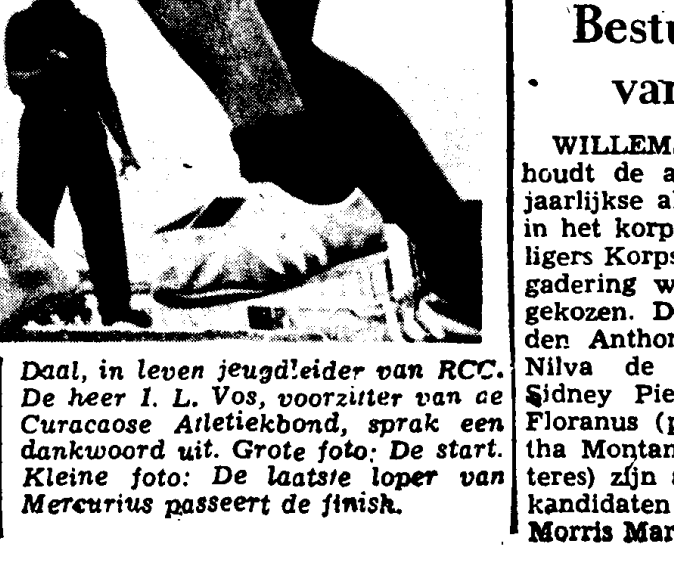 Daal, in leven jeugdleider van RCC.
De heer I. L. Vos, voorzitter van de
Curacaose Atletiekbond, sprak een
dankwoord uit. Grote foto: De start.
Kleine foto: De laatste loper van
Mercurius passeert de finish.
Bestu
van
WILLEMS
houdt de a
jaarlijkse al
in het korp
ligers Korps
gadering w
gekozen. D
den Anthon
Nilva de
Sidney Pie
Floranus (p
tha Montan
teres) zijn a
kandidaten
Morris Mar